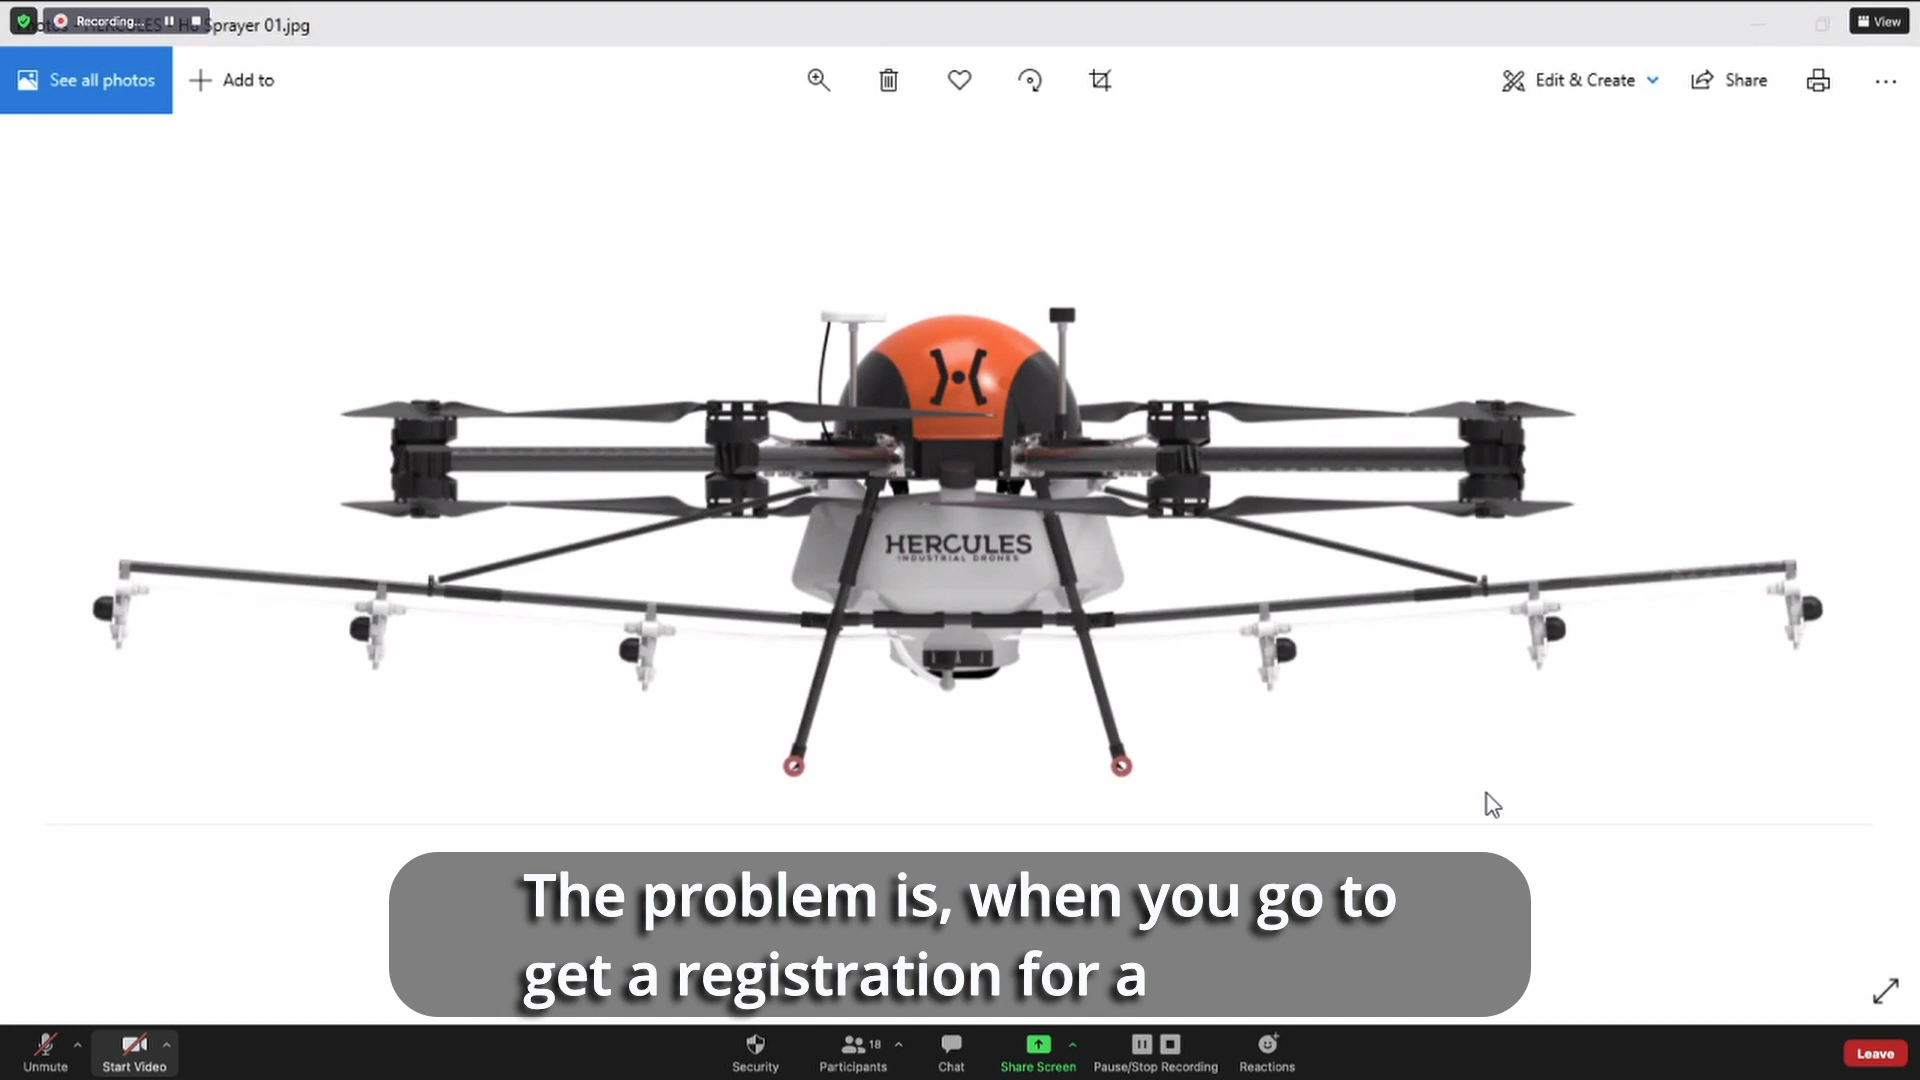 Recording...
Sprayer 01.jpg
View
See all photos
Add to
Edit & Create
Share
HERCULES
INDUSTRIAL DRONES
The problem is, when you go to
get a registration for a
Unmute
Start Video
Security
Participants
18
Chat
Share Screen
Pause/Stop Recording
Reactions
Leave